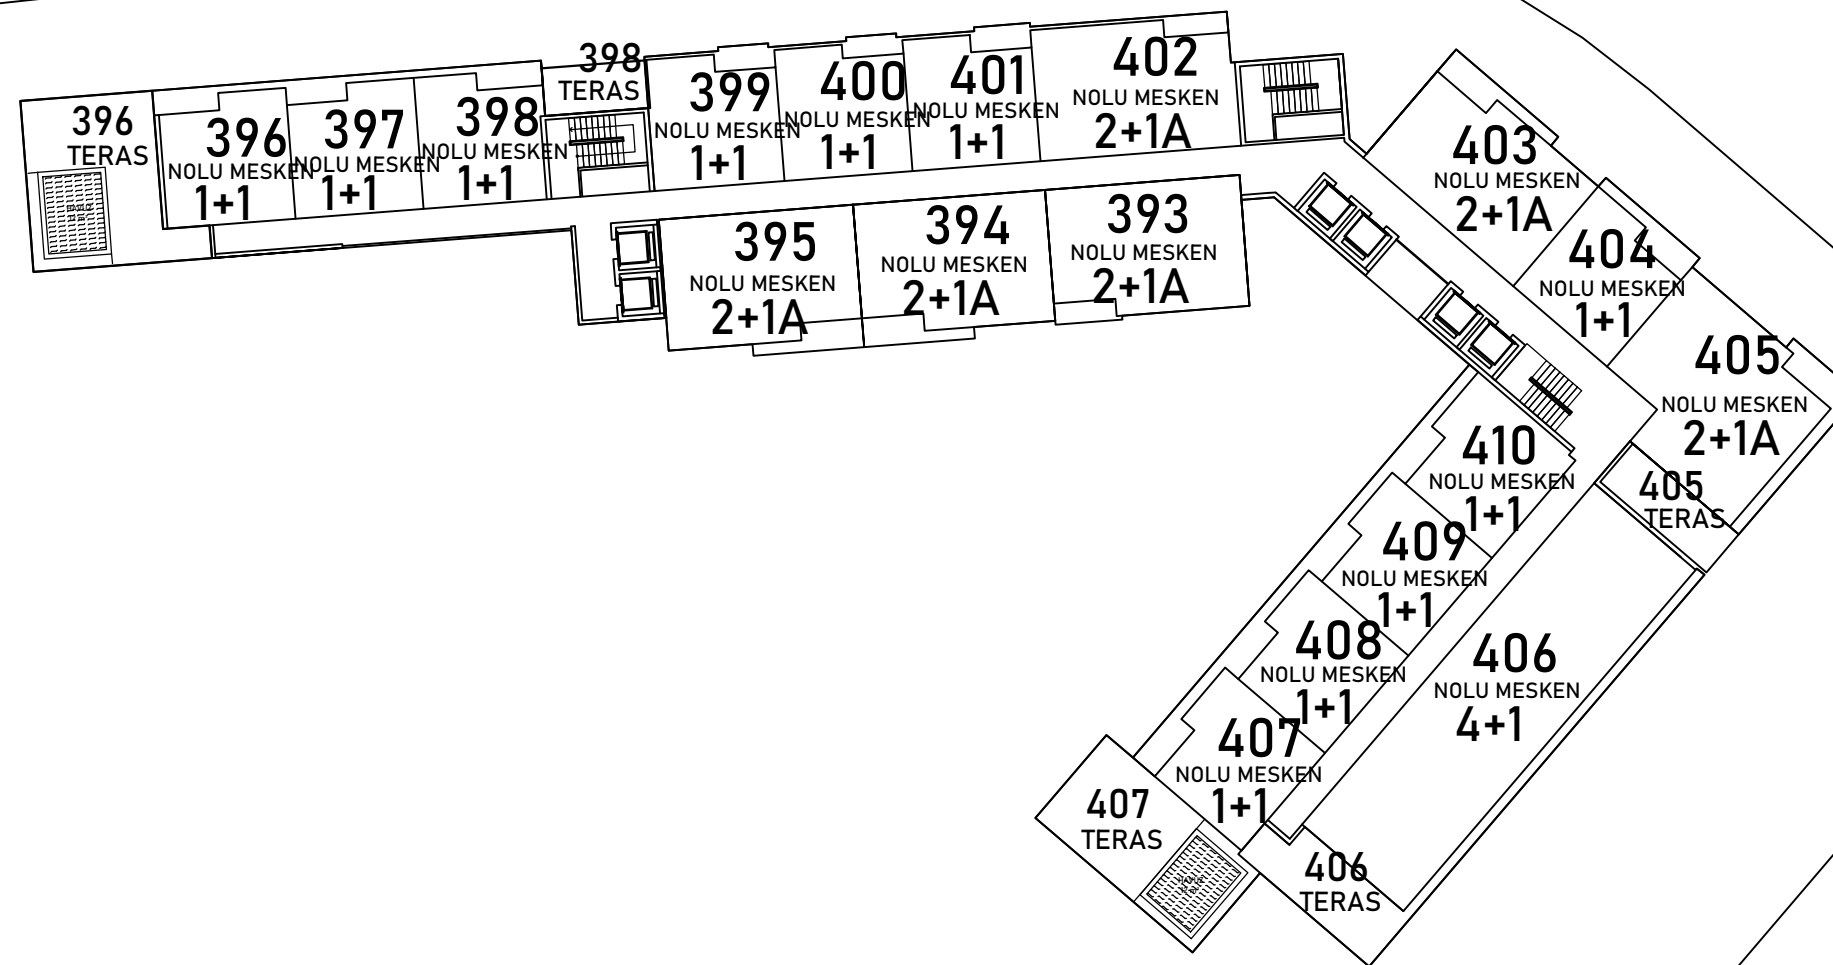 396
TERAS
396
NOLU MESKEN
1+1
397
NOLU MESKEN
1+1
398
NOLU MESKEN
1+1
398
TERAS
399
NOLU MESKEN
1+1
400
NOLU MESKEN
1+1
401
NOLU MESKEN
1+1
402
NOLU MESKEN
2+1A
395
NOLU MESKEN
2+1A
394
NOLU MESKEN
2+1A
393
NOLU MESKEN
2+1A
403
NOLU MESKEN
2+1A
404
NOLU MESKEN
1+1
405
NOLU MESKEN
2+1A
405
TERAS
410
NOLU MESKEN
1+1
409
NOLU MESKEN
1+1
408
NOLU MESKEN
1+1
407
NOLU MESKEN
1+1
406
NOLU MESKEN
4+1
407
TERAS
406
TERAS